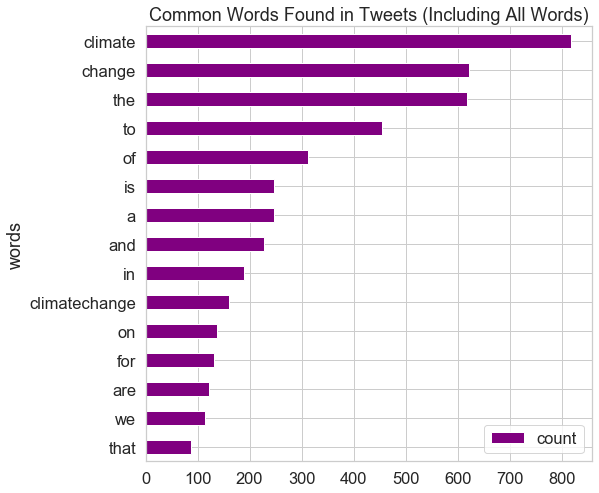 Common Words Found in Tweets (Including All Words)
climate
change
the
to
of
is
a
and
in
climatechange
on
for
are
we
that
words
count
0 100 200 300 400 500 600 700 800